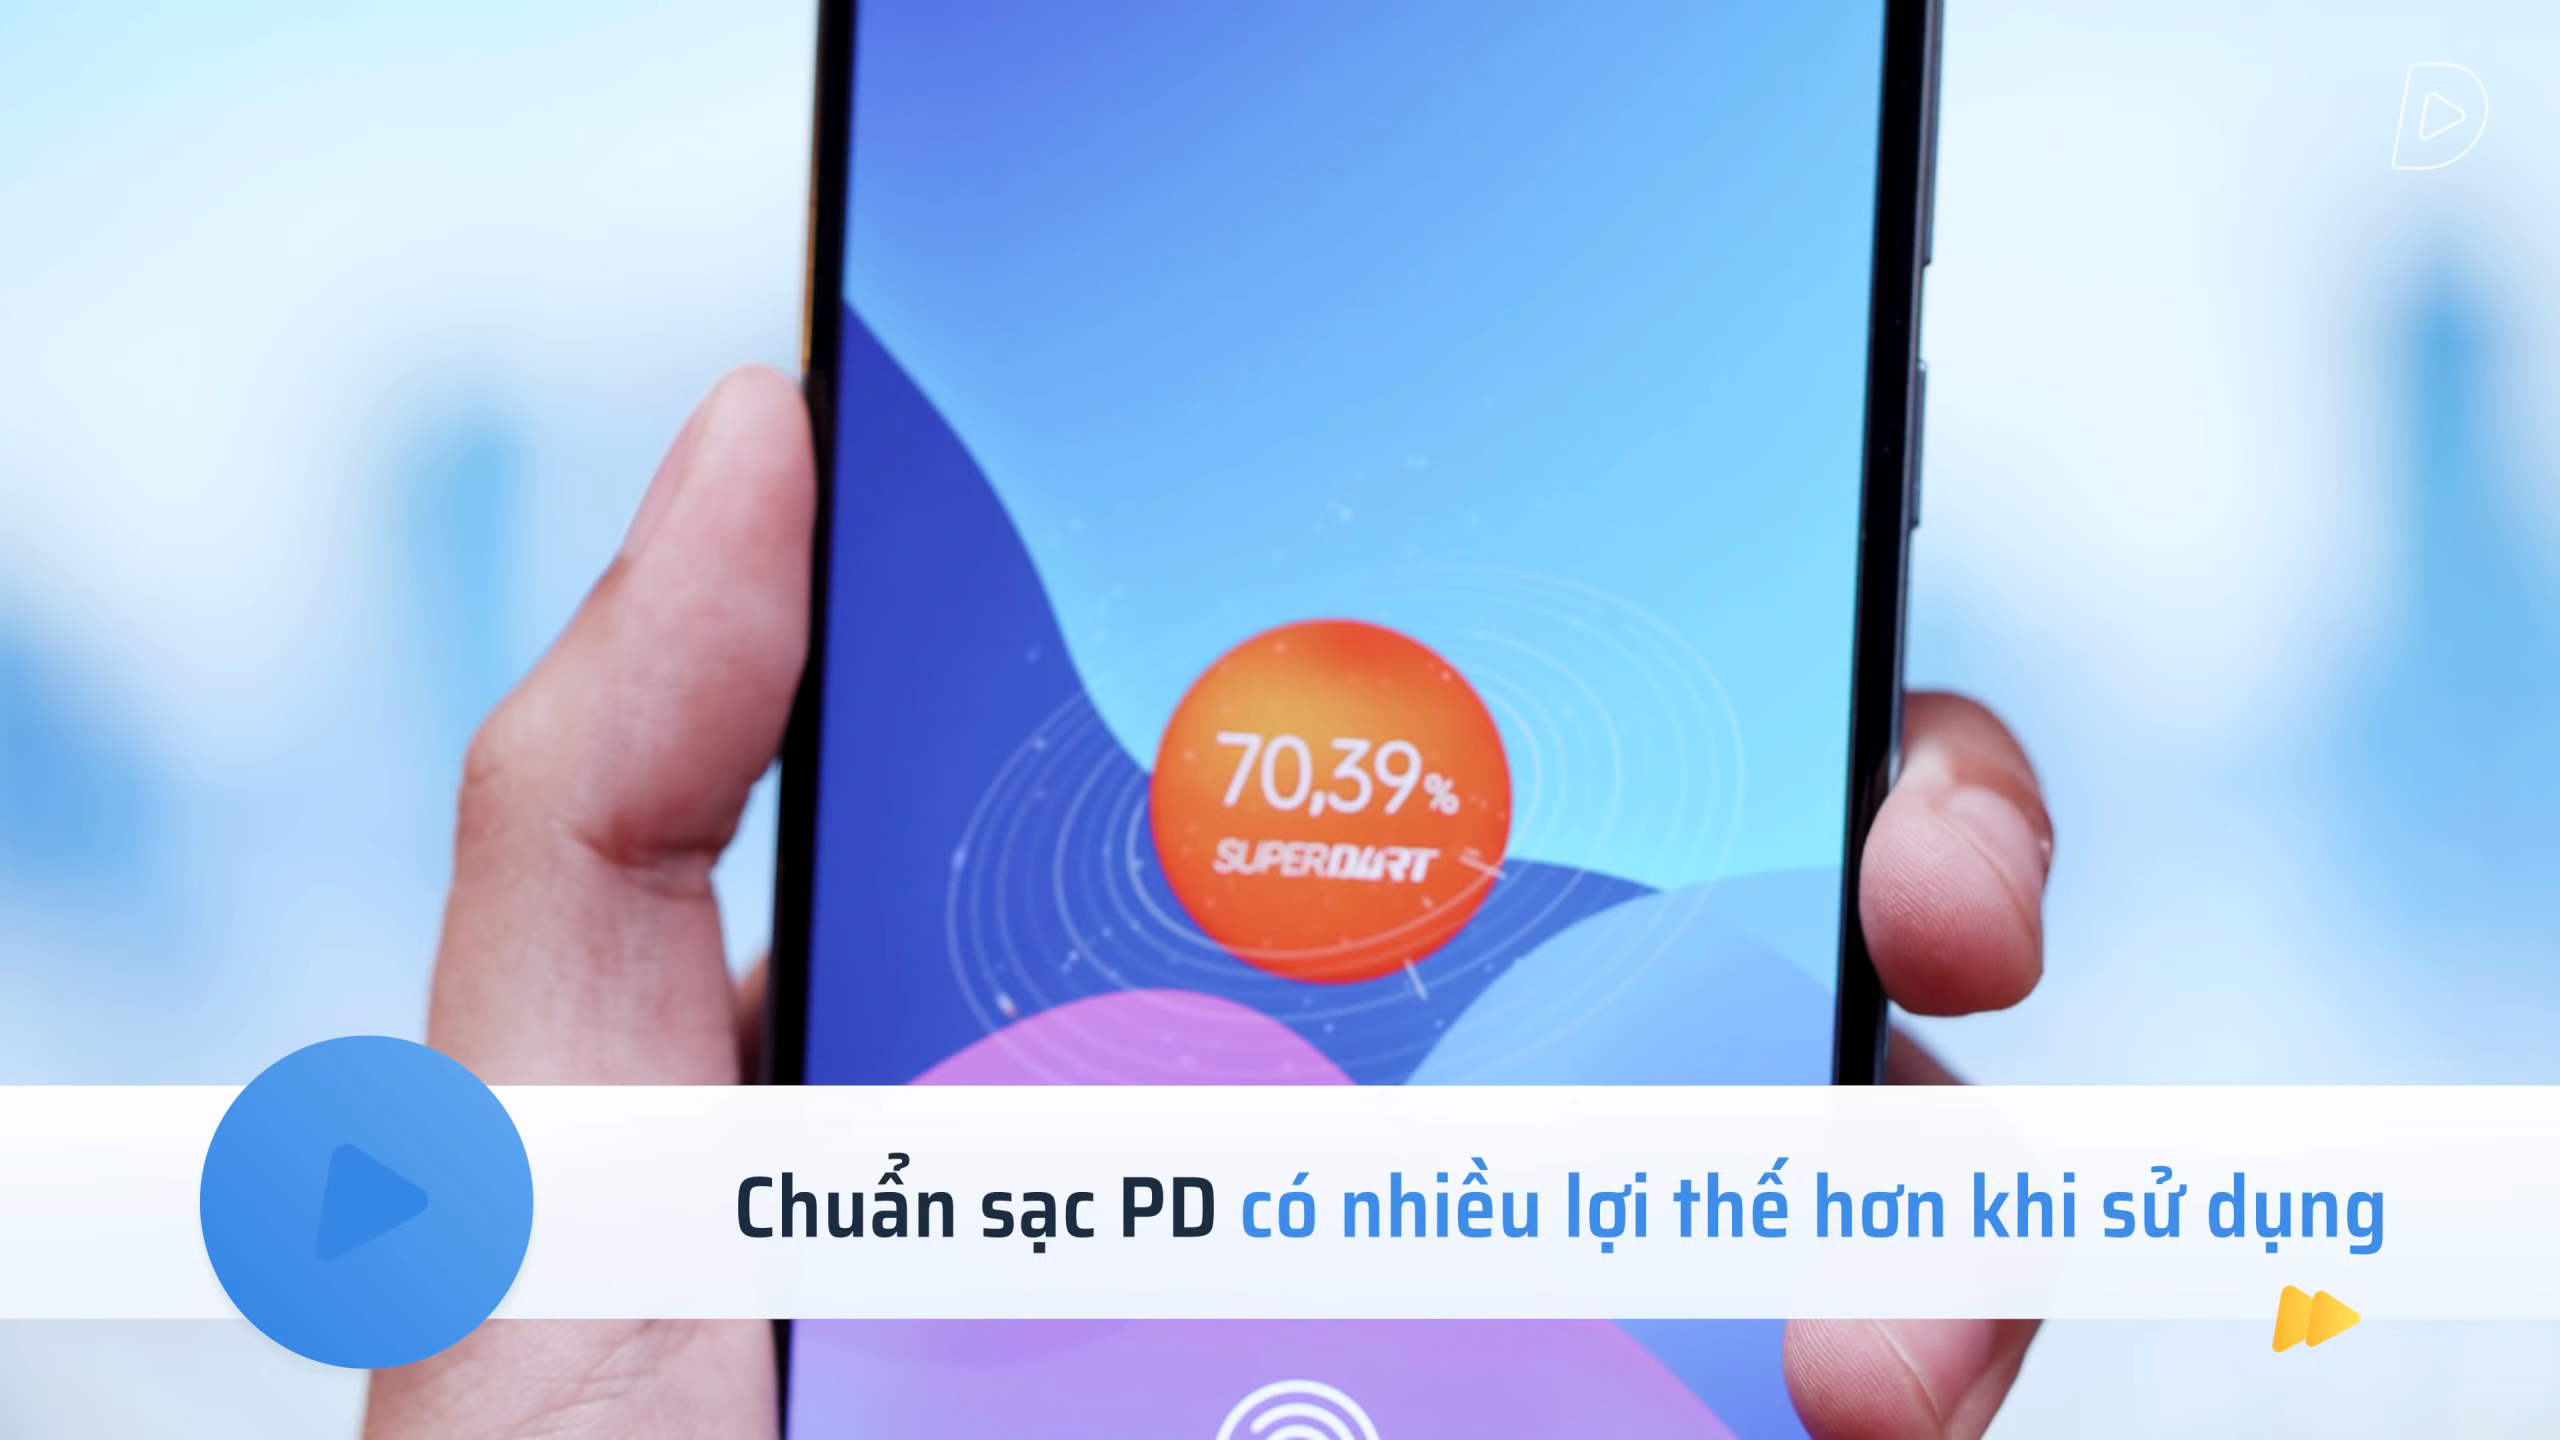 70,39%
SUPERDART
Chuẩn sạc PD có nhiều lợi thế hơn khi sử dụng